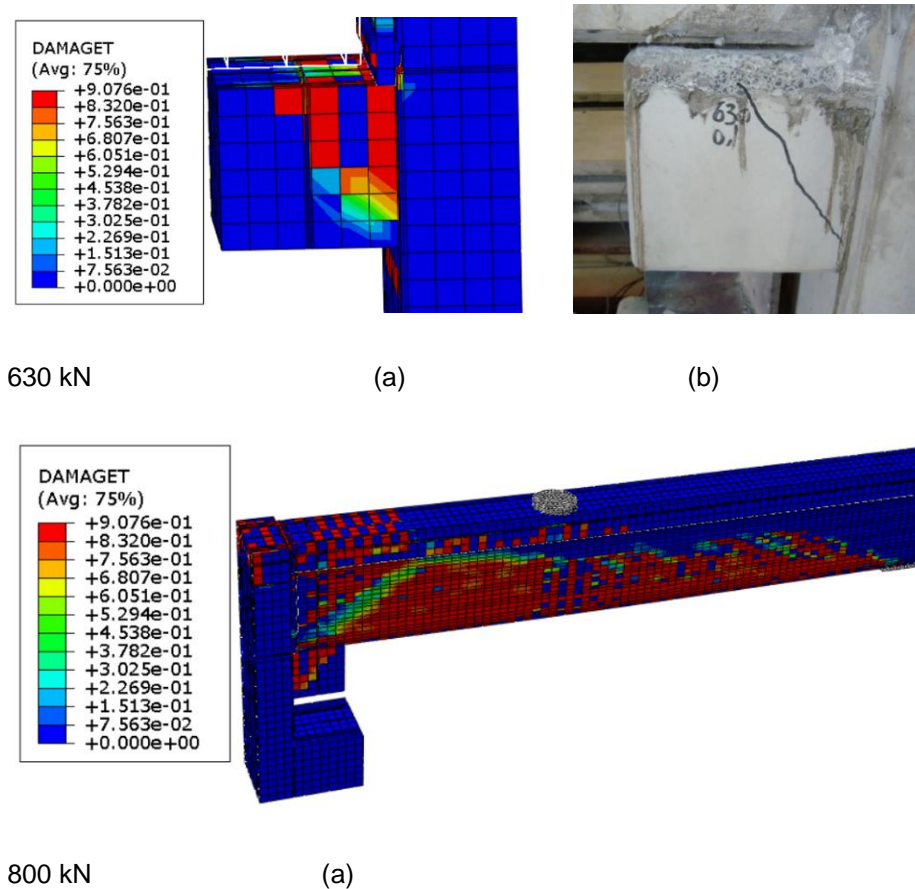 DAMAGET
(Avg: 75%)
+9.076e-01
+8.320e-01
+7.563e-01
+6.807e-01
+6.051e-01
+5.294e-01
+4.538e-01
+3.782e-01
+3.025e-01
+2.269e-01
+1.513e-01
+7.563e-02
+0.000e+00
630
0.1
630 kN (a) (b)
DAMAGET
(Avg: 75%)
+9.076e-01
+8.320e-01
+7.563e-01
+6.807e-01
+6.051e-01
+5.294e-01
+4.538e-01
+3.782e-01
+3.025e-01
+2.269e-01
+1.513e-01
+7.563e-02
+0.000e+00
800 kN (a)